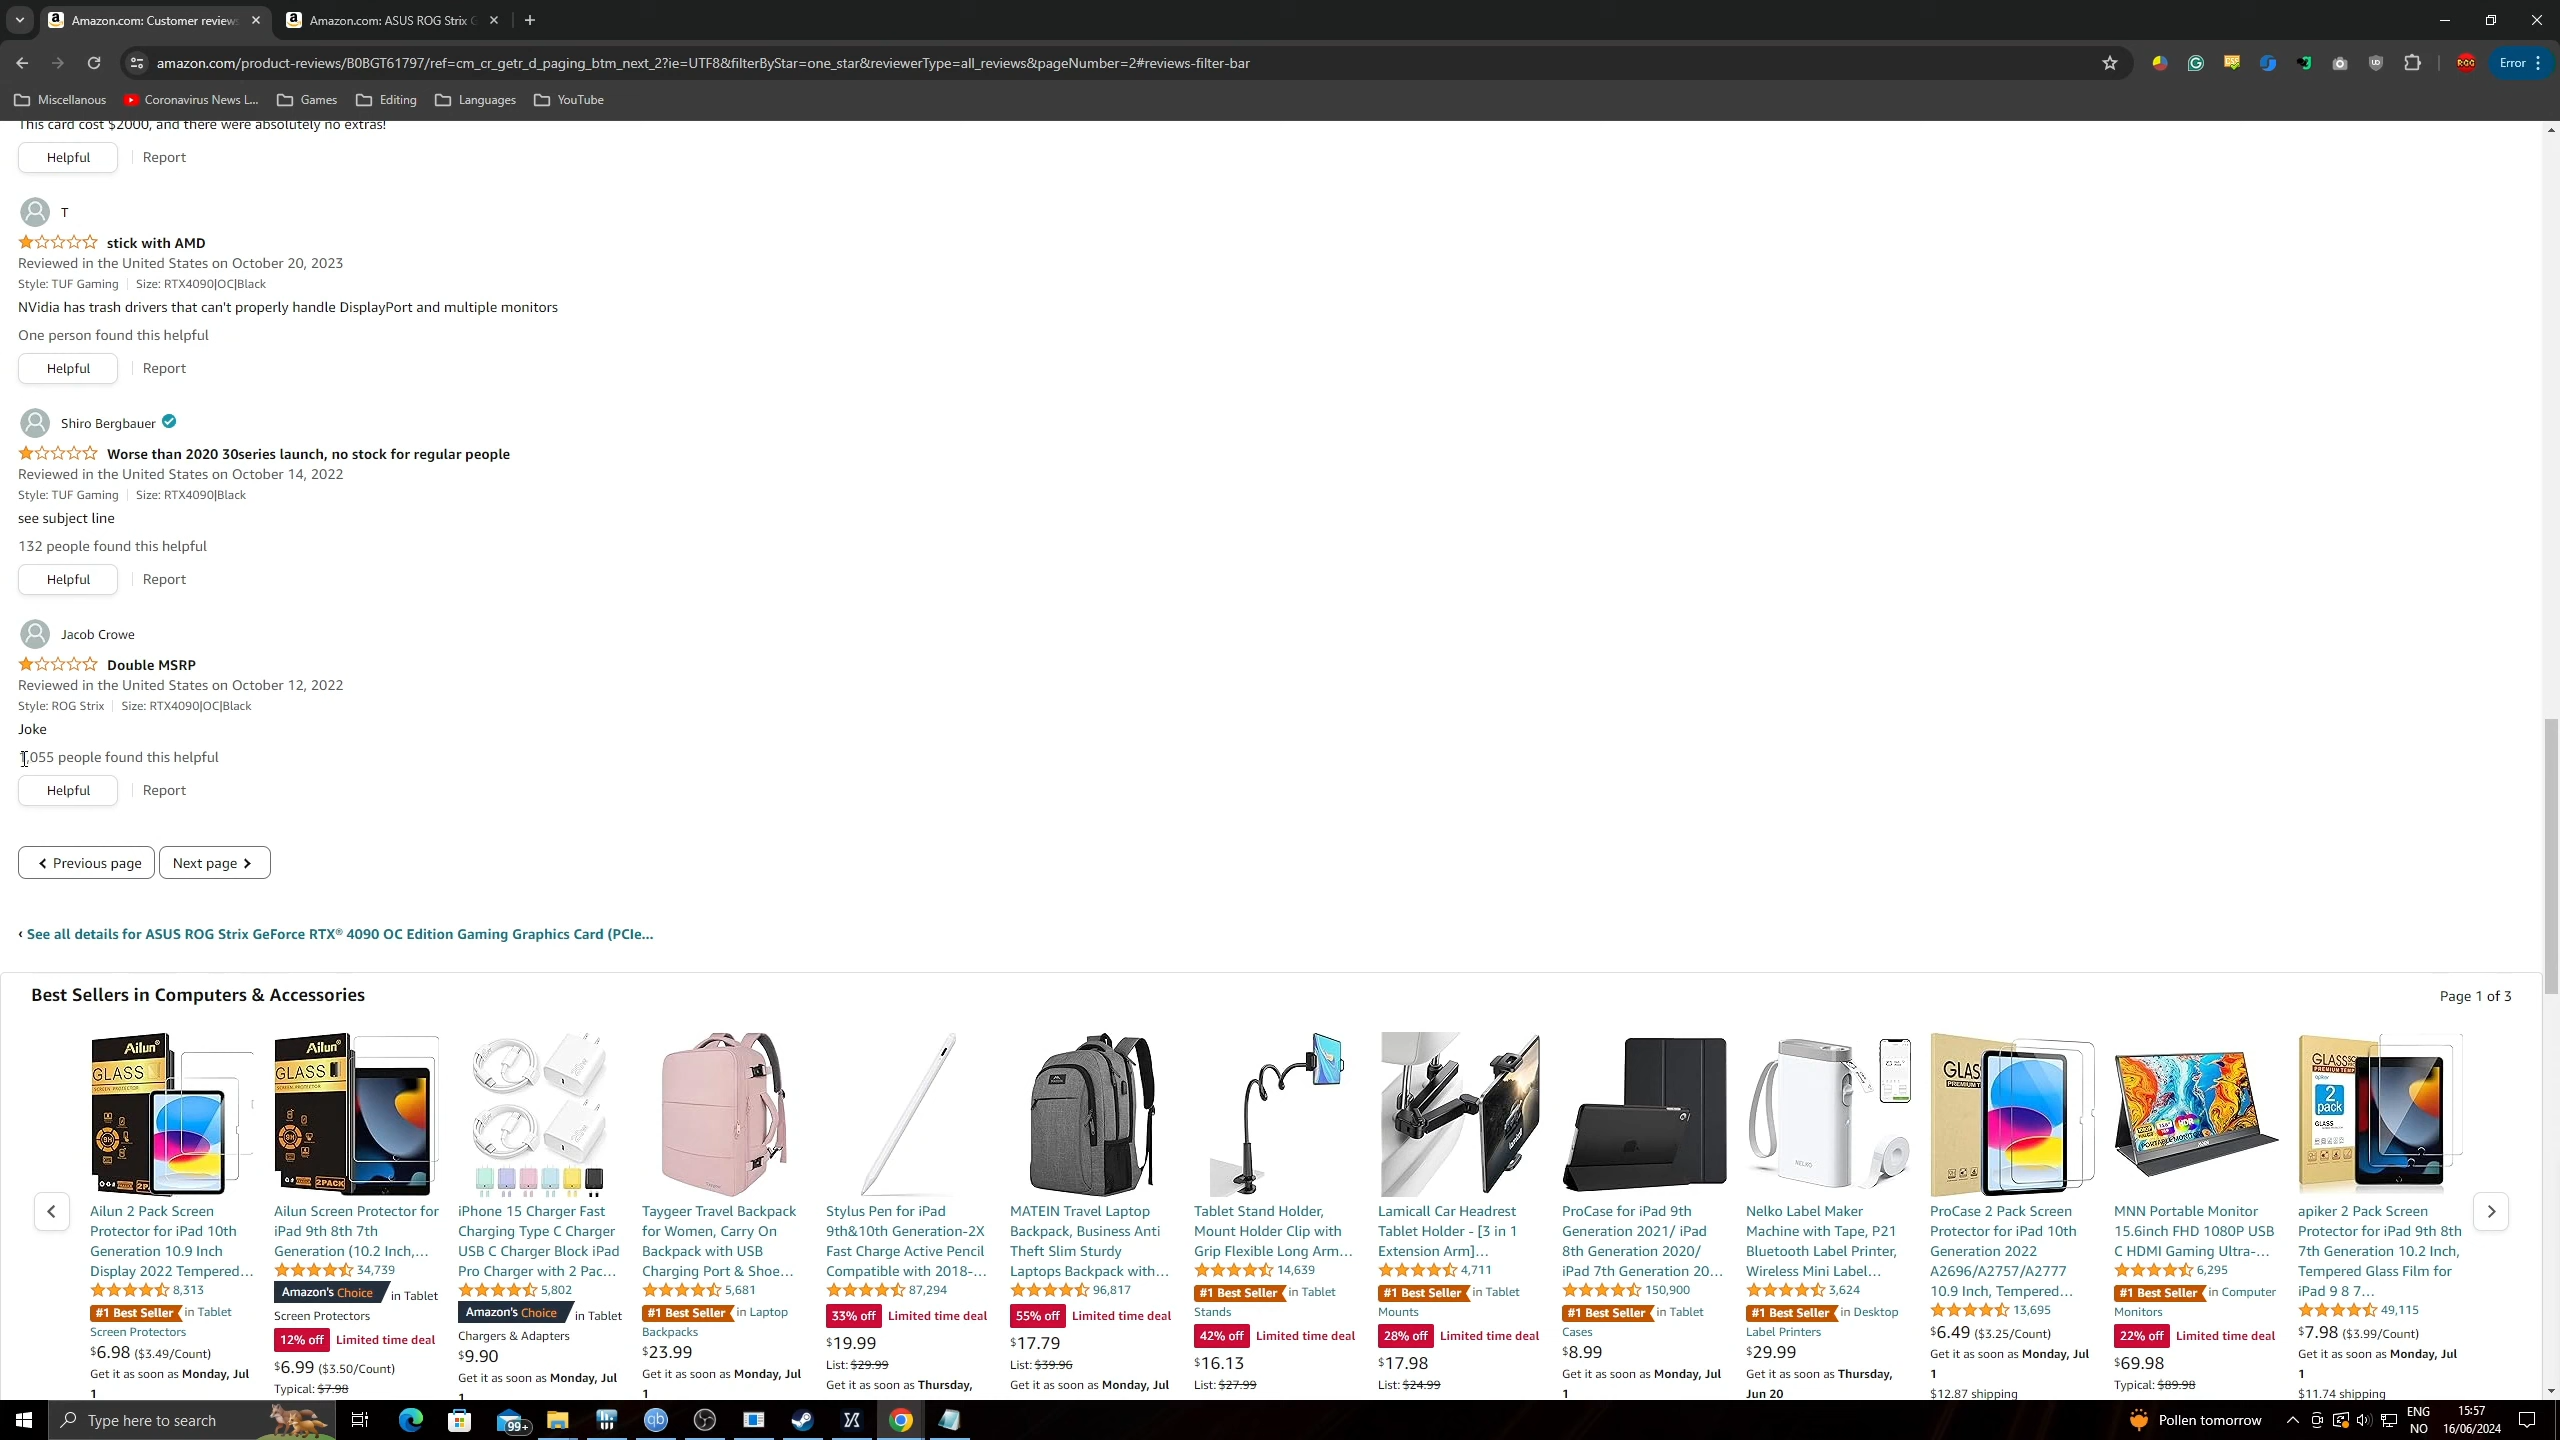 Amazon.com: Customer review
Amazon.com: ASUS ROG Strix G
amazon.com/product-reviews/B0BGT61797/ref=cm_cr_getr_d_paging_btm_next_2?ie=UTF8&filterByStar=one_star&reviewerType=all_reviews&pageNumber=2#reviews-filter-bar
Error
Miscellanous
Coronavirus News L...
Games
Editing
Languages
YouTube
This card cost $2000, and there were absolutely no extras!
Helpful
Report
T
stick with AMD
Reviewed in the United States on October 20, 2023
Style: TUF Gaming | Size: RTX4090|OC|Black
NVidia has trash drivers that can't properly handle DisplayPort and multiple monitors
One person found this helpful
Helpful
Report
Shiro Bergbauer
Worse than 2020 30series launch, no stock for regular people
Reviewed in the United States on October 14, 2022
Style: TUF Gaming | Size: RTX4090|Black
see subject line
132 people found this helpful
Helpful
Report
Jacob Crowe
Double MSRP
Reviewed in the United States on October 12, 2022
Style: ROG Strix | Size: RTX4090|OC|Black
Joke
1,055 people found this helpful
Helpful
Report
Previous page
Next page
‹ See all details for ASUS ROG Strix GeForce RTX® 4090 OC Edition Gaming Graphics Card (PCIe...
Best Sellers in Computers & Accessories
Page 1 of 3
Ailun 2 Pack Screen
Protector for iPad 10th
Generation 10.9 Inch
Display 2022 Tempered...
8,313
#1 Best Seller in Tablet
Screen Protectors
$6.98 ($3.49/Count)
Get it as soon as Monday, Jul
1
Ailun Screen Protector for
iPad 9th 8th 7th
Generation (10.2 Inch,...
34,739
Amazon's Choice in Tablet
Screen Protectors
12% off Limited time deal
$6.99 ($3.50/Count)
Typical: $7.98
iPhone 15 Charger Fast
Charging Type C Charger
USB C Charger Block iPad
Pro Charger with 2 Pac...
5,802
Amazon's Choice in Tablet
Chargers & Adapters
$9.90
Get it as soon as Monday, Jul
1
Taygeer Travel Backpack
for Women, Carry On
Backpack with USB
Charging Port & Shoe...
5,681
#1 Best Seller in Laptop
Backpacks
$23.99
Get it as soon as Monday, Jul
1
Stylus Pen for iPad
9th&10th Generation-2X
Fast Charge Active Pencil
Compatible with 2018-...
87,294
33% off Limited time deal
$19.99
List: $29.99
Get it as soon as Thursday,
MATEIN Travel Laptop
Backpack, Business Anti
Theft Slim Sturdy
Laptops Backpack with...
96,817
55% off Limited time deal
$17.79
List: $39.96
Get it as soon as Monday, Jul
Tablet Stand Holder,
Mount Holder Clip with
Grip Flexible Long Arm...
14,639
#1 Best Seller in Tablet
Stands
42% off Limited time deal
$16.13
List: $27.99
Lamicall Car Headrest
Tablet Holder - [3 in 1
Extension Arm]...
4,711
#1 Best Seller in Tablet
Mounts
28% off Limited time deal
$17.98
List: $24.99
ProCase for iPad 9th
Generation 2021/ iPad
8th Generation 2020/
iPad 7th Generation 20...
150,900
#1 Best Seller in Tablet
Cases
$8.99
Get it as soon as Monday, Jul
1
Nelko Label Maker
Machine with Tape, P21
Bluetooth Label Printer,
Wireless Mini Label...
3,624
#1 Best Seller in Desktop
Label Printers
$29.99
Get it as soon as Thursday,
Jun 20
ProCase 2 Pack Screen
Protector for iPad 10th
Generation 2022
A2696/A2757/A2777
10.9 Inch, Tempered...
13,695
$6.49 ($3.25/Count)
Get it as soon as Monday, Jul
1
$12.87 shipping
MNN Portable Monitor
15.6inch FHD 1080P USB
C HDMI Gaming Ultra-...
6,295
#1 Best Seller in Computer
Monitors
22% off Limited time deal
$69.98
Typical: $89.98
apiker 2 Pack Screen
Protector for iPad 9th 8th
7th Generation 10.2 Inch,
Tempered Glass Film for
iPad 9 8 7...
49,115
$7.98 ($3.99/Count)
Get it as soon as Monday, Jul
1
$11.74 shipping
Type here to search
99+
Pollen tomorrow
ENG
NO
15:57
16/06/2024